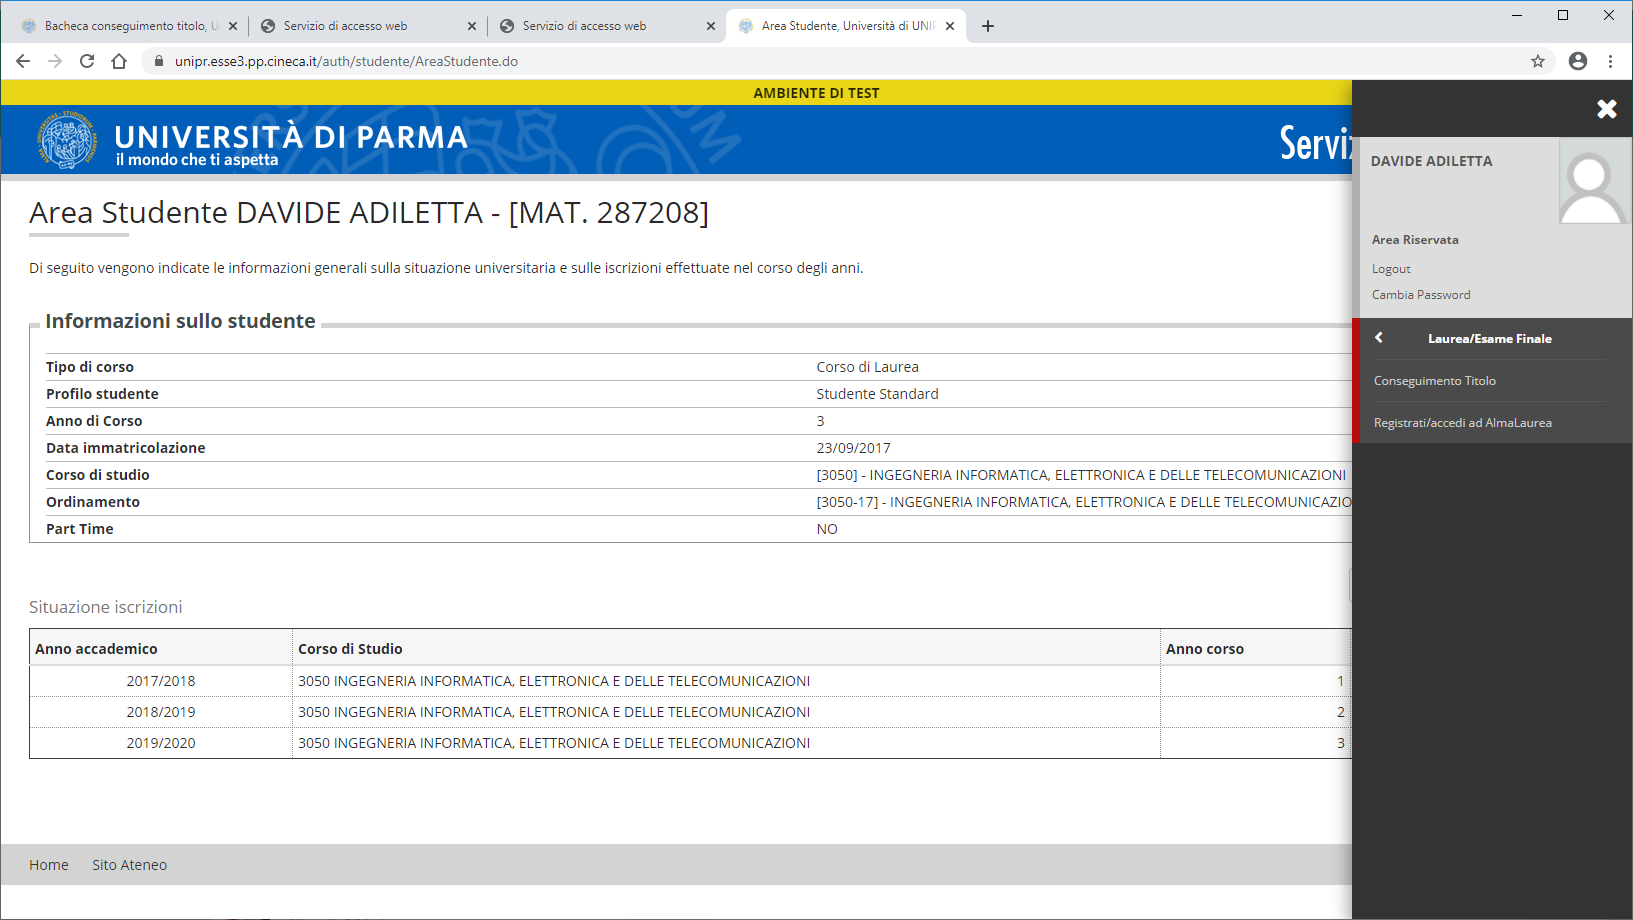 Bacheca conseguimento titolo, U
Servizio di accesso web
Servizio di accesso web
Area Studente, Università di UNIP
unipr.esse3.pp.cineca.it/auth/studente/AreaStudente.do
AMBIENTE DI TEST
UNIVERSITÀ DI PARMA
il mondo che ti aspetta
Serviz
DAVIDE ADILETTA
Area Riservata
Logout
Cambia Password
Laurea/Esame Finale
Conseguimento Titolo
Registrati/accedi ad AlmaLaurea
Area Studente DAVIDE ADILETTA - [MAT. 287208]
Di seguito vengono indicate le informazioni generali sulla situazione universitaria e sulle iscrizioni effettuate nel corso degli anni.
Informazioni sullo studente
Tipo di corso Corso di Laurea
Profilo studente Studente Standard
Anno di Corso 3
Data immatricolazione 23/09/2017
Corso di studio [3050] - INGEGNERIA INFORMATICA, ELETTRONICA E DELLE TELECOMUNICAZIONI
Ordinamento [3050-17] - INGEGNERIA INFORMATICA, ELETTRONICA E DELLE TELECOMUNICAZIO
Part Time NO
Situazione iscrizioni
Anno accademico Corso di Studio Anno corso
2017/2018 3050 INGEGNERIA INFORMATICA, ELETTRONICA E DELLE TELECOMUNICAZIONI 1
2018/2019 3050 INGEGNERIA INFORMATICA, ELETTRONICA E DELLE TELECOMUNICAZIONI 2
2019/2020 3050 INGEGNERIA INFORMATICA, ELETTRONICA E DELLE TELECOMUNICAZIONI 3
Home Sito Ateneo